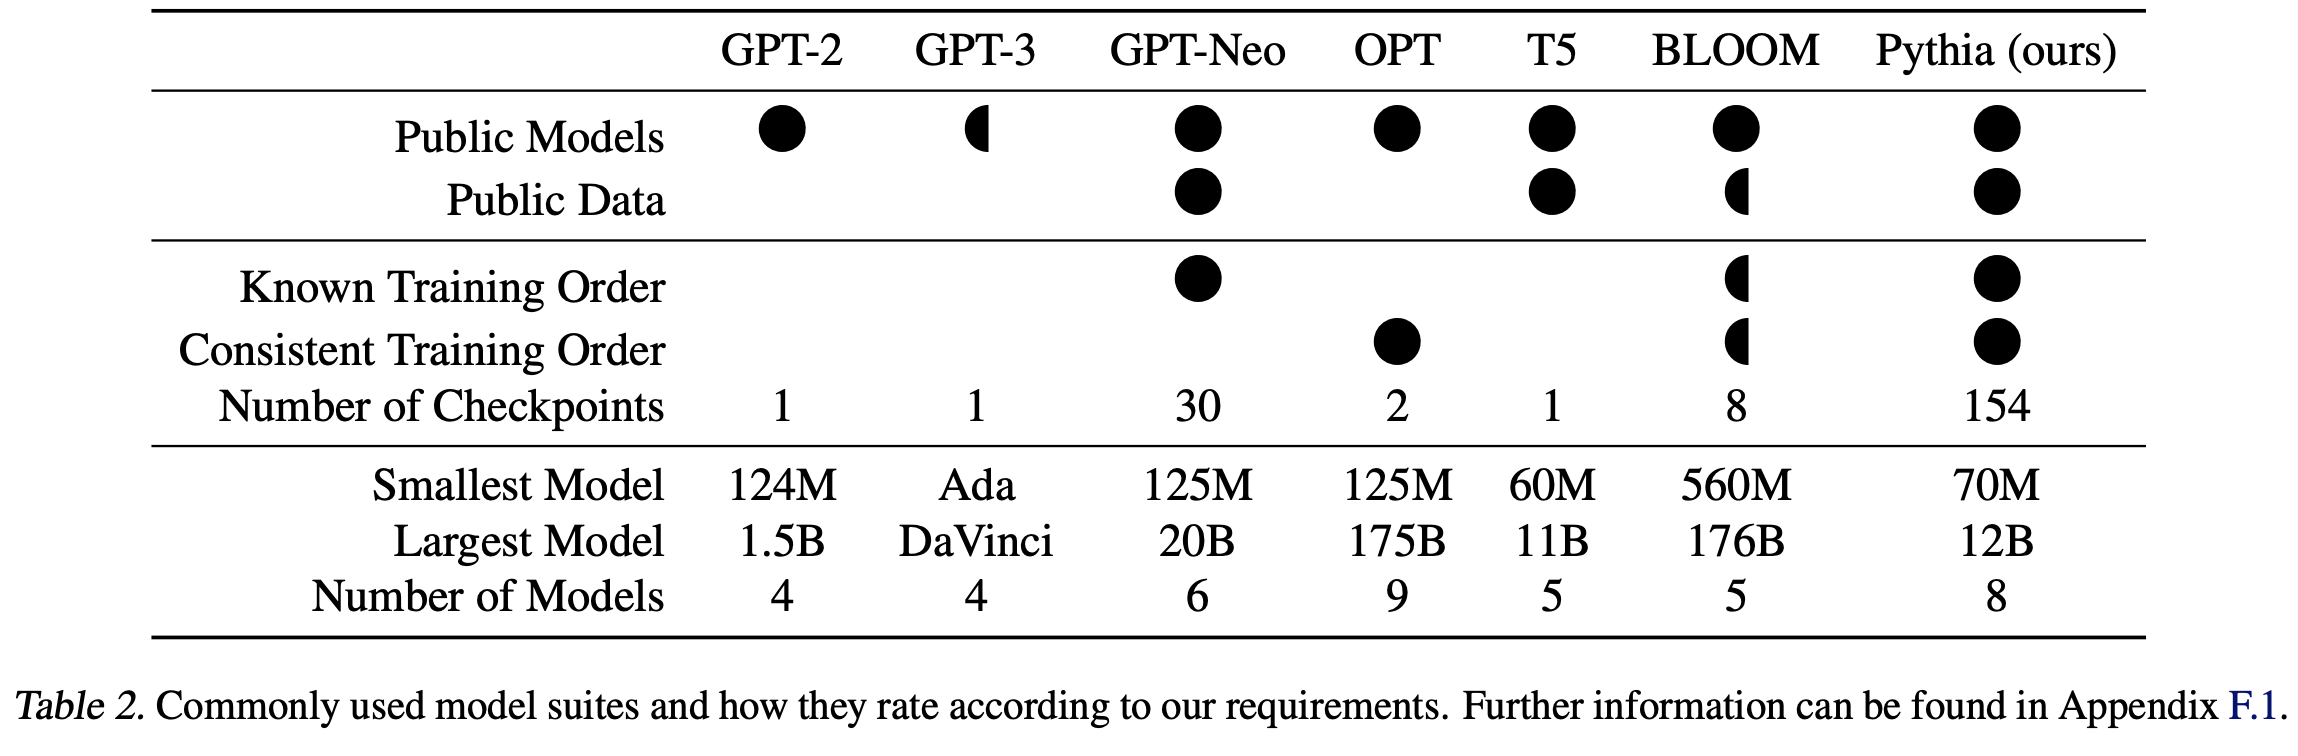 GPT-2 GPT-3 GPT-Neo OPT T5 BLOOM Pythia (ours)
Public Models ● ◖ ● ● ● ● ●
Public Data ● ● ◖ ●
Known Training Order ● ◖ ●
Consistent Training Order ● ◖ ●
Number of Checkpoints 1 1 30 2 1 8 154
Smallest Model 124M Ada 125M 125M 60M 560M 70M
Largest Model 1.5B DaVinci 20B 175B 11B 176B 12B
Number of Models 4 4 6 9 5 5 8
Table 2. Commonly used model suites and how they rate according to our requirements. Further information can be found in Appendix F.1.